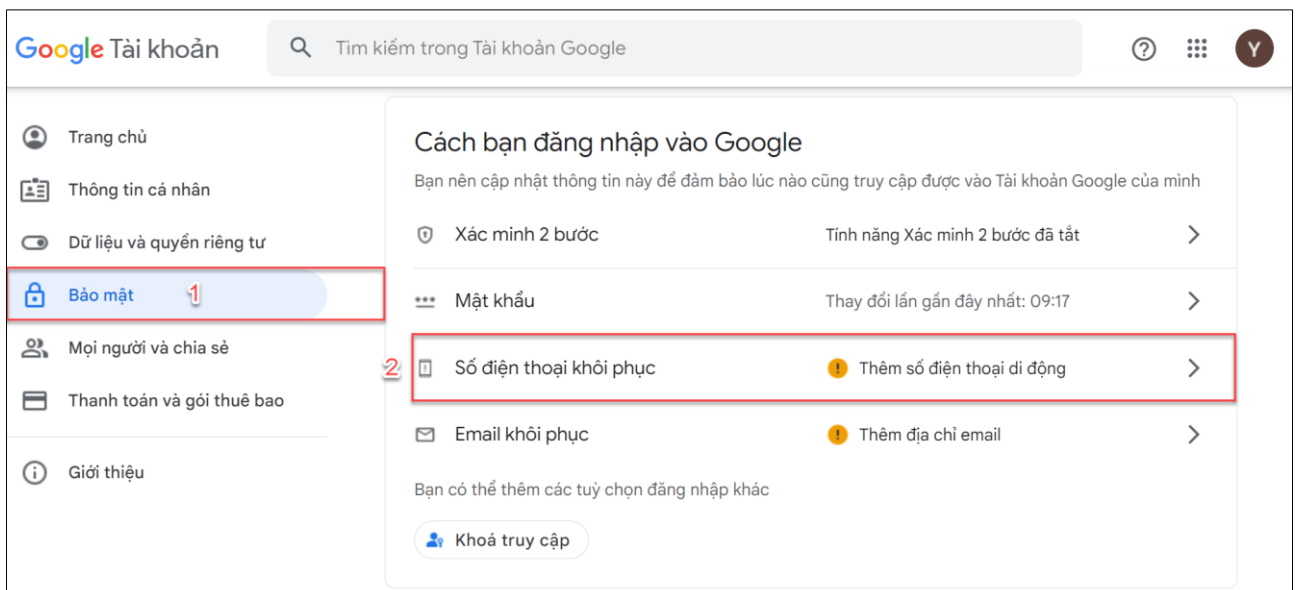 Google Tài khoản
Tìm kiếm trong Tài khoản Google
Y
Trang chủ
Thông tin cá nhân
Dữ liệu và quyền riêng tư
Bảo mật 1
Mọi người và chia sẻ
Thanh toán và gói thuê bao
Giới thiệu
Cách bạn đăng nhập vào Google
Bạn nên cập nhật thông tin này để đảm bảo lúc nào cũng truy cập được vào Tài khoản Google của mình
Xác minh 2 bước Tính năng Xác minh 2 bước đã tắt
Mật khẩu Thay đổi lần gần đây nhất: 09:17
2 Số điện thoại khôi phục Thêm số điện thoại di động
Email khôi phục Thêm địa chỉ email
Bạn có thể thêm các tuỳ chọn đăng nhập khác
Khoá truy cập